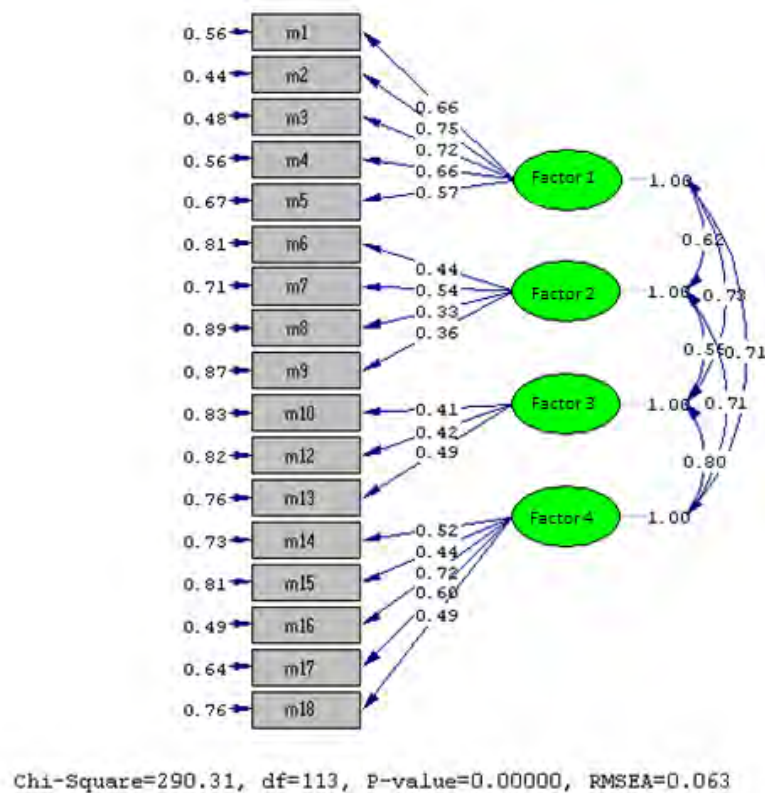 0.56 m1
0.44 m2
0.48 m3
0.56 m4
0.67 m5
0.81 m6
0.71 m7
0.89 m8
0.87 m9
0.83 m10
0.82 m12
0.76 m13
0.73 m14
0.81 m15
0.49 m16
0.64 m17
0.76 m18
0.66
0.75
0.72
0.66
0.57
0.44
0.54
0.33
0.36
0.41
0.42
0.49
0.52
0.44
0.72
0.60
0.49
Factor 1 1.00
Factor 2 1.00
Factor 3 1.00
Factor 4 1.00
0.62
0.73
0.71
0.71
0.80
Chi-Square=290.31, df=113, P-value=0.00000, RMSEA=0.063